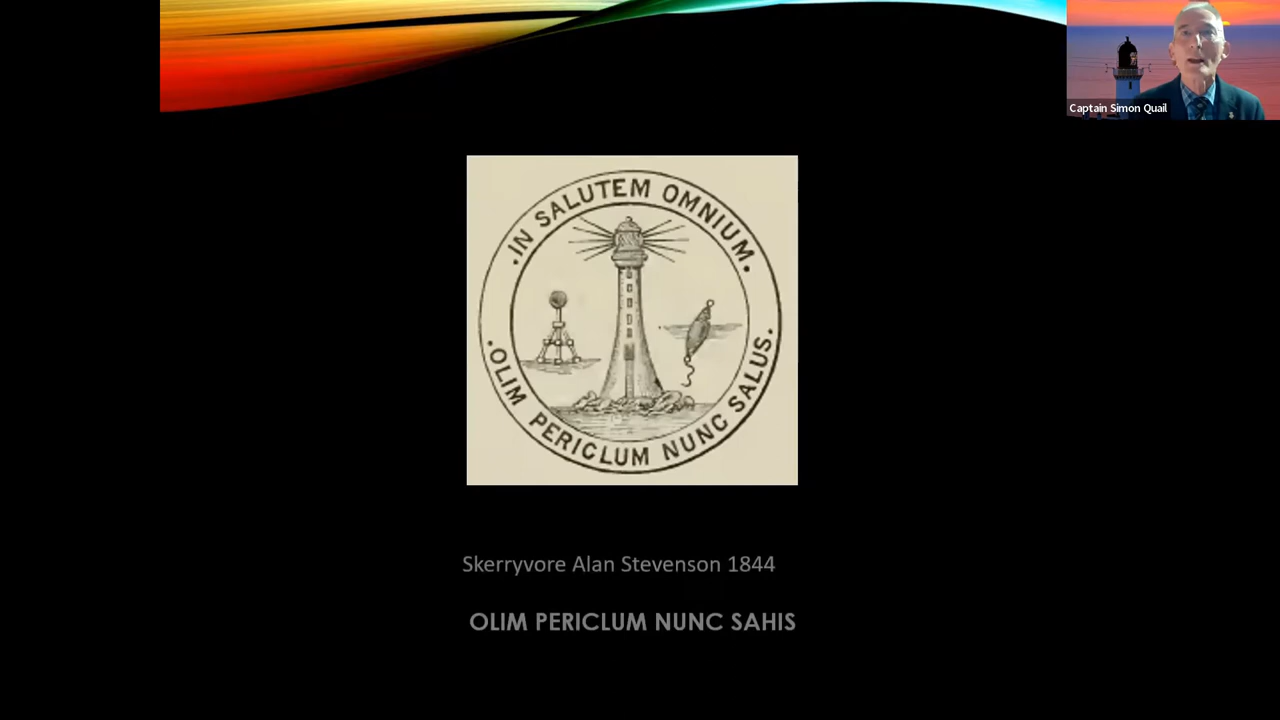 Captain Simon Quail
.IN SALUTEM OMNIUM.
.OLIM PERICLUM NUNC SALUS.
Skerryvore Alan Stevenson 1844
OLIM PERICLUM NUNC SAHIS